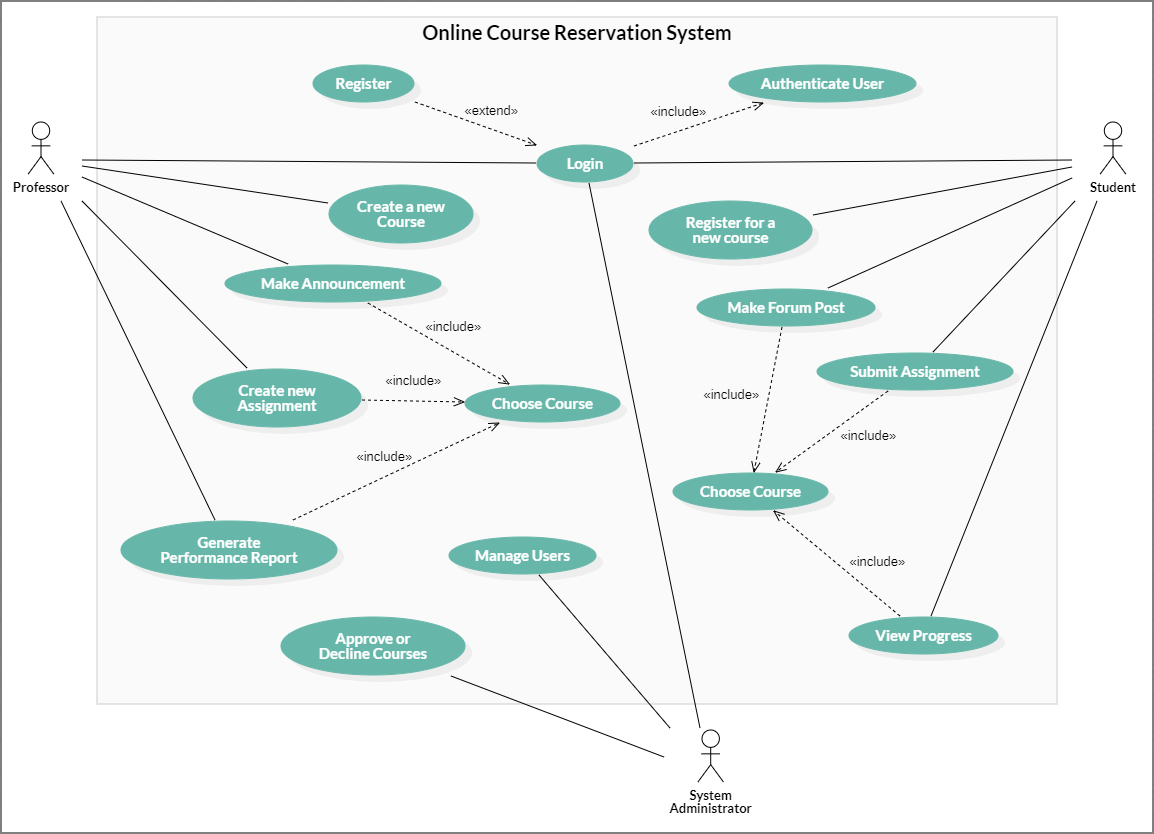 Online Course Reservation System
Register
Authenticate User
«extend»
«include»
Login
Professor
Student
Create a new
Course
Register for a
new course
Make Announcement
Make Forum Post
«include»
Create new
Assignment
«include»
Choose Course
Submit Assignment
«include»
«include»
«include»
Choose Course
Generate
Performance Report
Manage Users
«include»
Approve or
Decline Courses
View Progress
System
Administrator